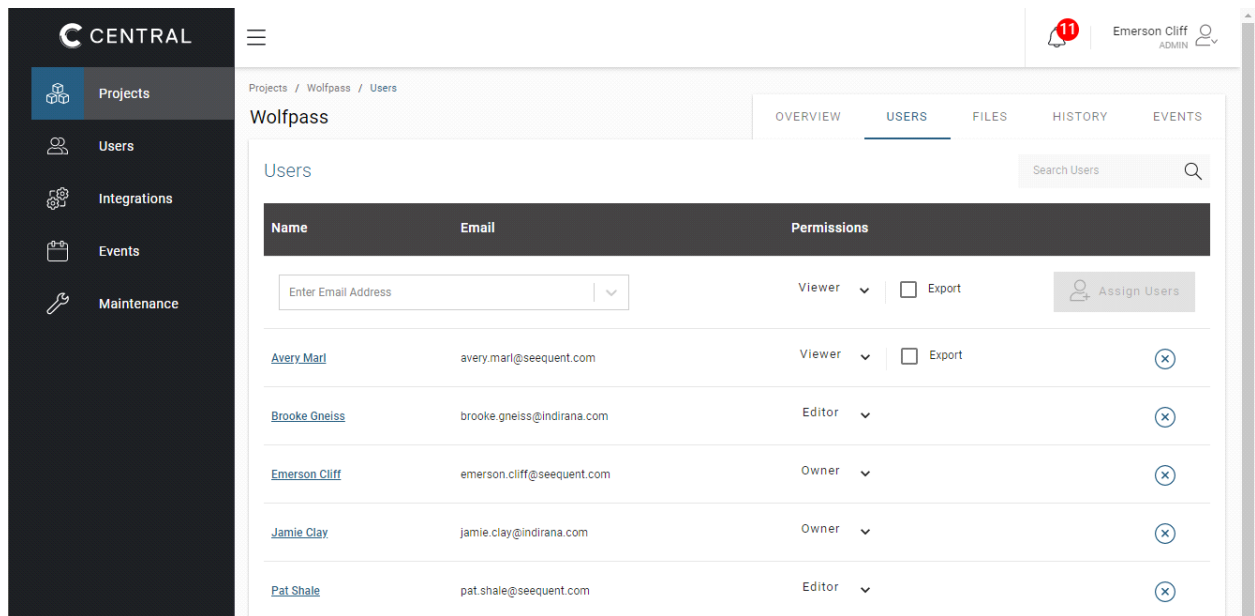 CENTRAL
11
Emerson Cliff
ADMIN
Projects
Users
Integrations
Events
Maintenance
Projects / Wolfpass / Users
Wolfpass
OVERVIEW USERS FILES HISTORY EVENTS
Users
Search Users
Name Email Permissions
Enter Email Address Viewer Export Assign Users
Avery Marl avery.marl@seequent.com Viewer Export
Brooke Gneiss brooke.gneiss@indirana.com Editor
Emerson Cliff emerson.cliff@seequent.com Owner
Jamie Clay jamie.clay@indirana.com Owner
Pat Shale pat.shale@seequent.com Editor